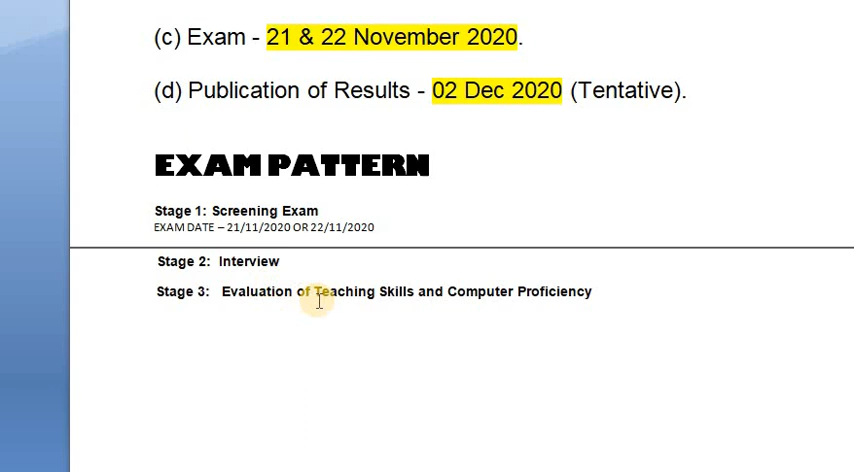 (c) Exam - 21 & 22 November 2020.
(d) Publication of Results - 02 Dec 2020 (Tentative).
EXAM PATTERN
Stage 1: Screening Exam
EXAM DATE – 21/11/2020 OR 22/11/2020
Stage 2: Interview
Stage 3: Evaluation of Teaching Skills and Computer Proficiency